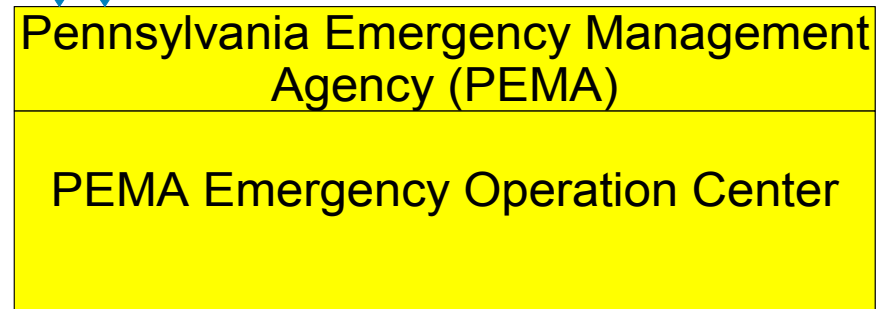 Pennsylvania Emergency Management
Agency (PEMA)
PEMA Emergency Operation Center